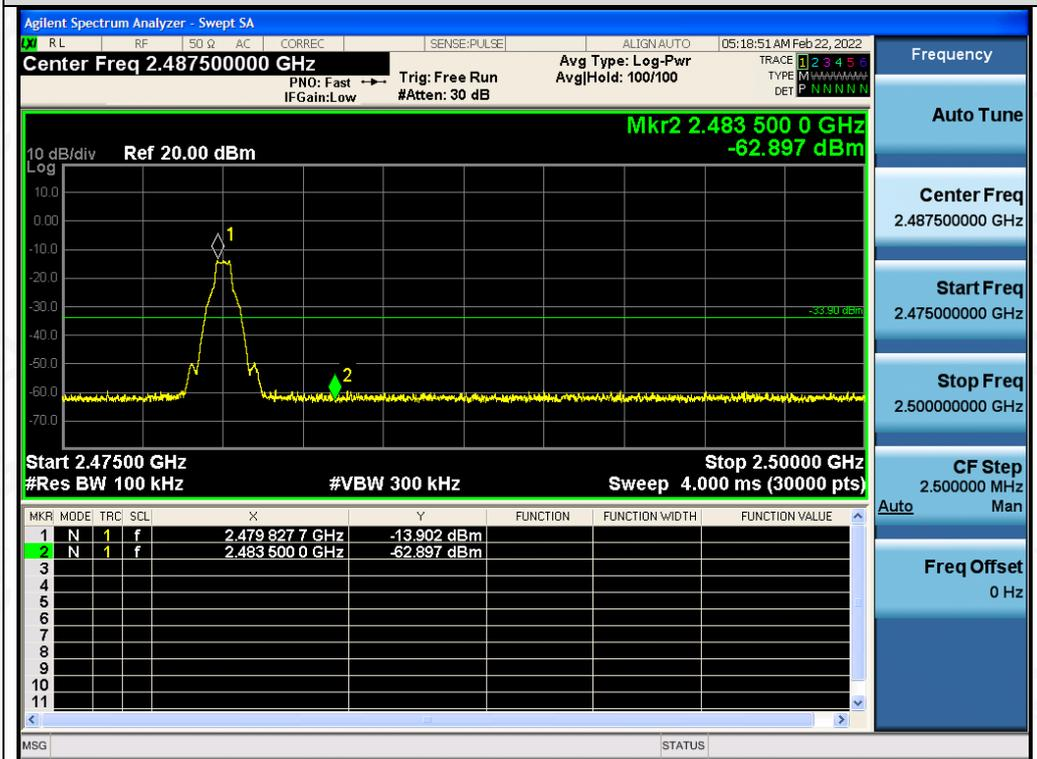 Agilent Spectrum Analyzer - Swept SA
LXI RL RF 50 Ω AC CORREC SENSE:PULSE ALIGN AUTO 05:18:51 AM Feb 22, 2022
Center Freq 2.487500000 GHz
PNO: Fast
IFGain:Low
Trig: Free Run
#Atten: 30 dB
Avg Type: Log-Pwr
Avg|Hold: 100/100
TRACE 1 2 3 4 5 6
TYPE M WWWWW
DET P N N N N N
Mkr2 2.483 500 0 GHz
-62.897 dBm
10 dB/div Ref 20.00 dBm
Log
10.0
0.00
-10.0
-20.0
-30.0
-40.0
-50.0
-60.0
-70.0
1
2
-33.90 dBm
Start 2.47500 GHz Stop 2.50000 GHz
#Res BW 100 kHz #VBW 300 kHz Sweep 4.000 ms (30000 pts)
MKR MODE TRC SCL X Y FUNCTION FUNCTION WIDTH FUNCTION VALUE
1 N 1 f 2.479 827 7 GHz -13.902 dBm
2 N 1 f 2.483 500 0 GHz -62.897 dBm
3
4
5
6
7
8
9
10
11
MSG STATUS
Frequency
Auto Tune
Center Freq
2.487500000 GHz
Start Freq
2.475000000 GHz
Stop Freq
2.500000000 GHz
CF Step
2.500000 MHz
Auto Man
Freq Offset
0 Hz